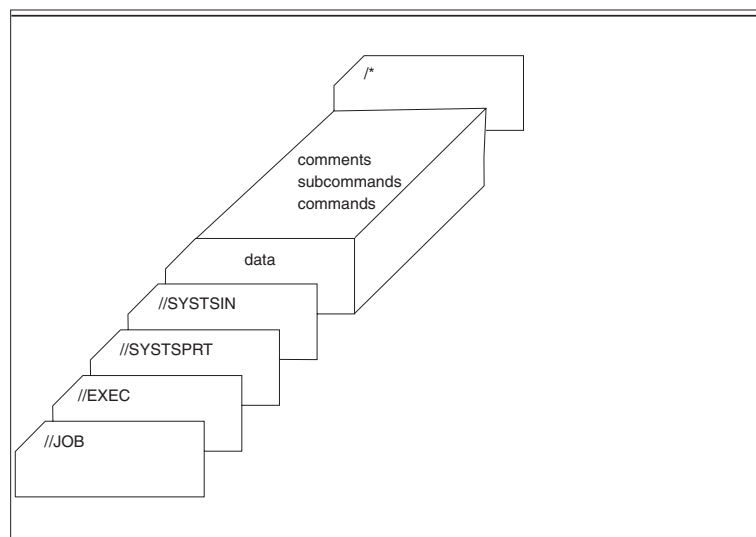 /*
comments
subcommands
commands
data
//SYSTSIN
//SYSTSPRT
//EXEC
//JOB